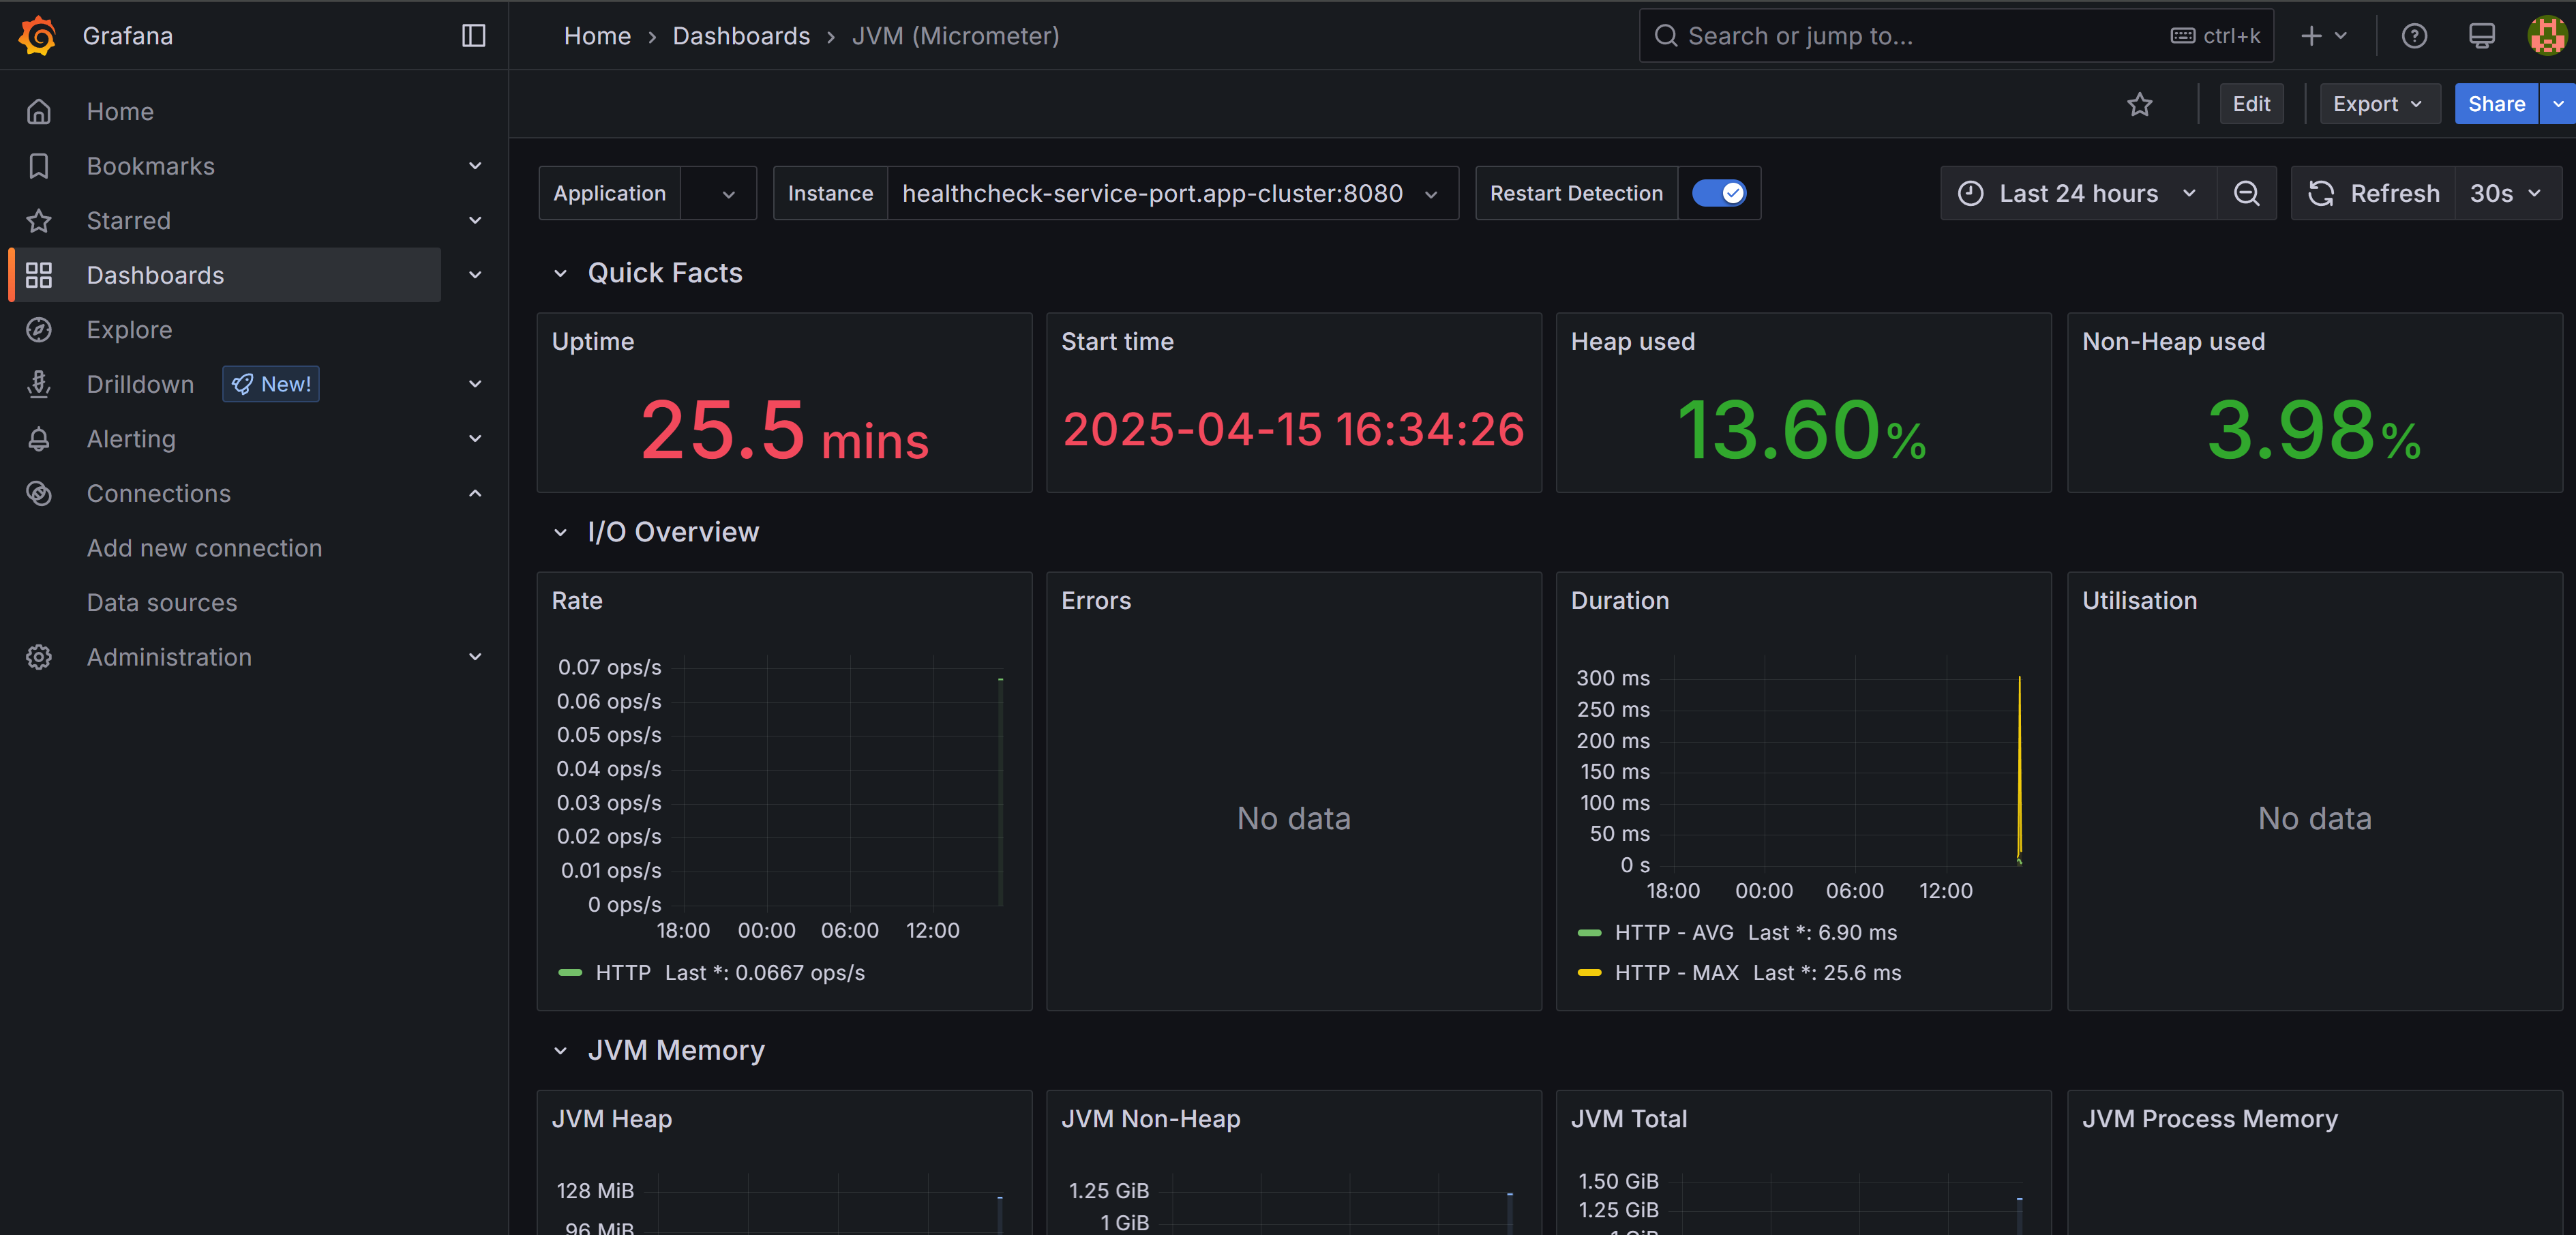 Grafana
Home › Dashboards › JVM (Micrometer)
Search or jump to...
ctrl+k
Home
Bookmarks
Starred
Dashboards
Explore
Drilldown New!
Alerting
Connections
Add new connection
Data sources
Administration
Edit
Export
Share
Application
Instance healthcheck-service-port.app-cluster:8080
Restart Detection
Last 24 hours
Refresh 30s
Quick Facts
Uptime
25.5 mins
Start time
2025-04-15 16:34:26
Heap used
13.60%
Non-Heap used
3.98%
I/O Overview
Rate
0.07 ops/s
0.06 ops/s
0.05 ops/s
0.04 ops/s
0.03 ops/s
0.02 ops/s
0.01 ops/s
0 ops/s
18:00 00:00 06:00 12:00
HTTP Last *: 0.0667 ops/s
Errors
No data
Duration
300 ms
250 ms
200 ms
150 ms
100 ms
50 ms
0 s
18:00 00:00 06:00 12:00
HTTP - AVG Last *: 6.90 ms
HTTP - MAX Last *: 25.6 ms
Utilisation
No data
JVM Memory
JVM Heap
128 MiB
96 MiB
JVM Non-Heap
1.25 GiB
1 GiB
JVM Total
1.50 GiB
1.25 GiB
1 GiB
JVM Process Memory